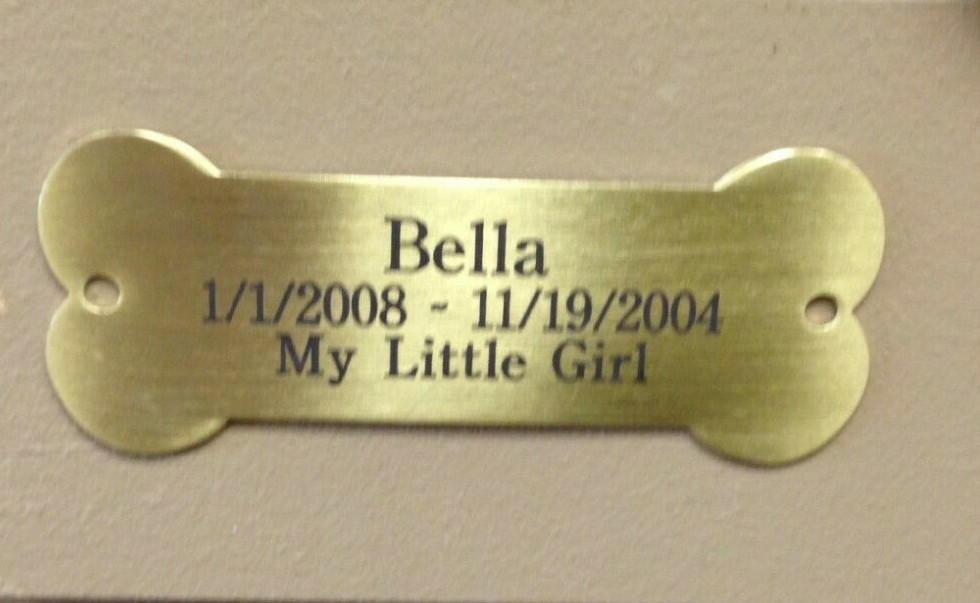 Bella
1/1/2008 - 11/19/2004
My Little Girl